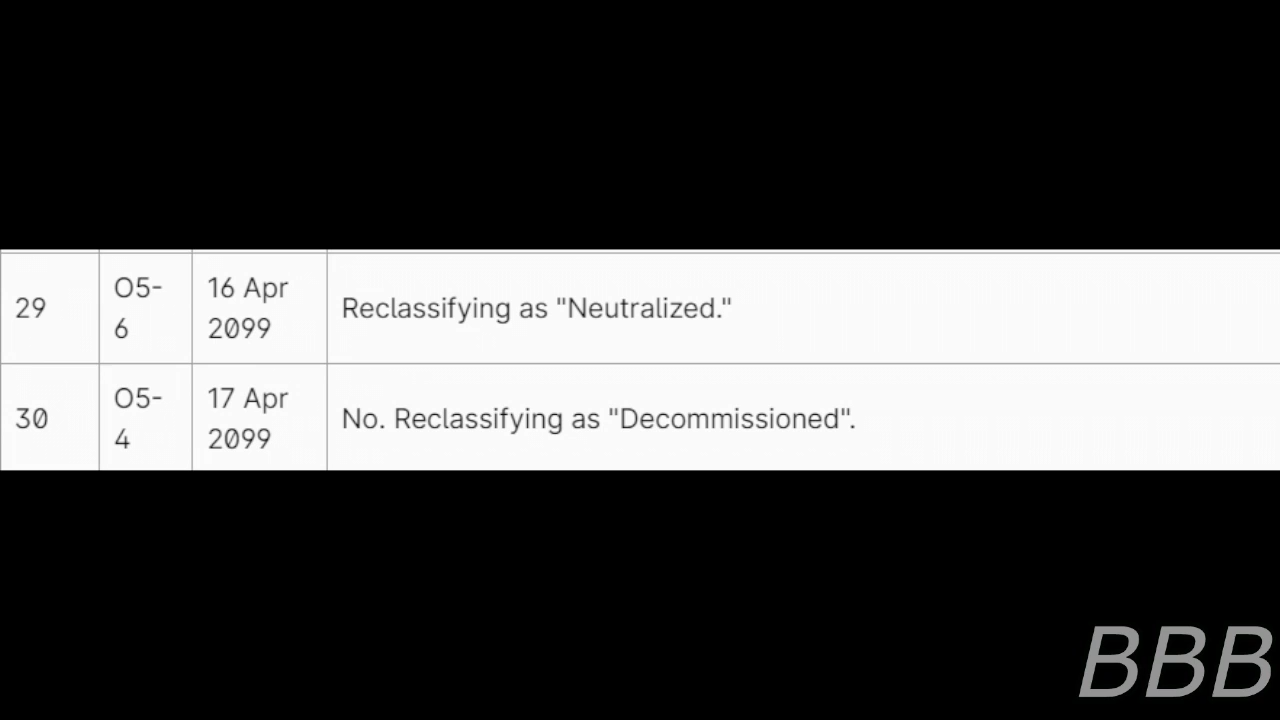 29
O5-
6
16 Apr
2099
Reclassifying as "Neutralized."
30
O5-
4
17 Apr
2099
No. Reclassifying as "Decommissioned".
BBB